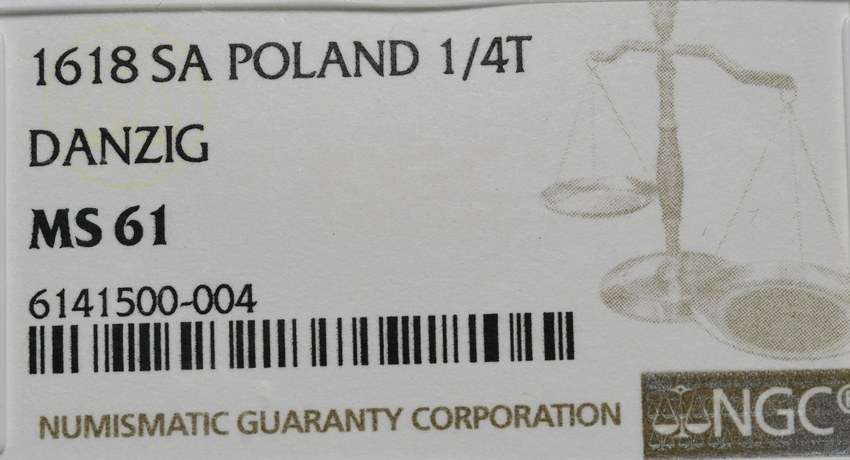 1618 SA POLAND 1/4T
DANZIG
MS 61
6141500-004
NUMISMATIC GUARANTY CORPORATION
NGC®